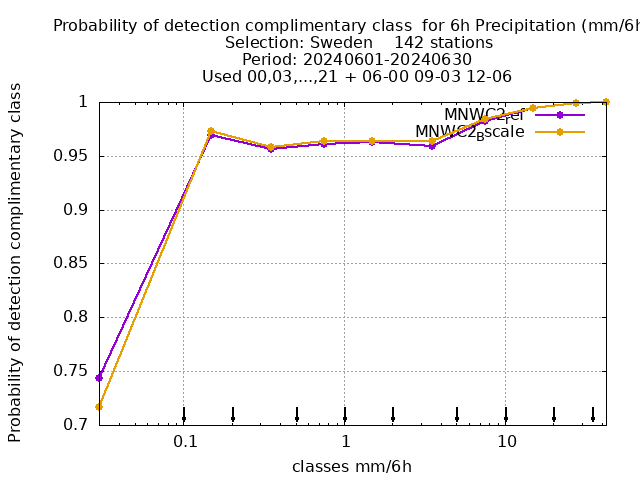 Probability of detection complimentary class for 6h Precipitation (mm/6h
Selection: Sweden 142 stations
Period: 20240601-20240630
Used 00,03,...,21 + 06-00 09-03 12-06
Probability of detection complimentary class
1
0.95
0.9
0.85
0.8
0.75
0.7
MNWC2ref
MNWC2Bscale
0.1 1 10
classes mm/6h